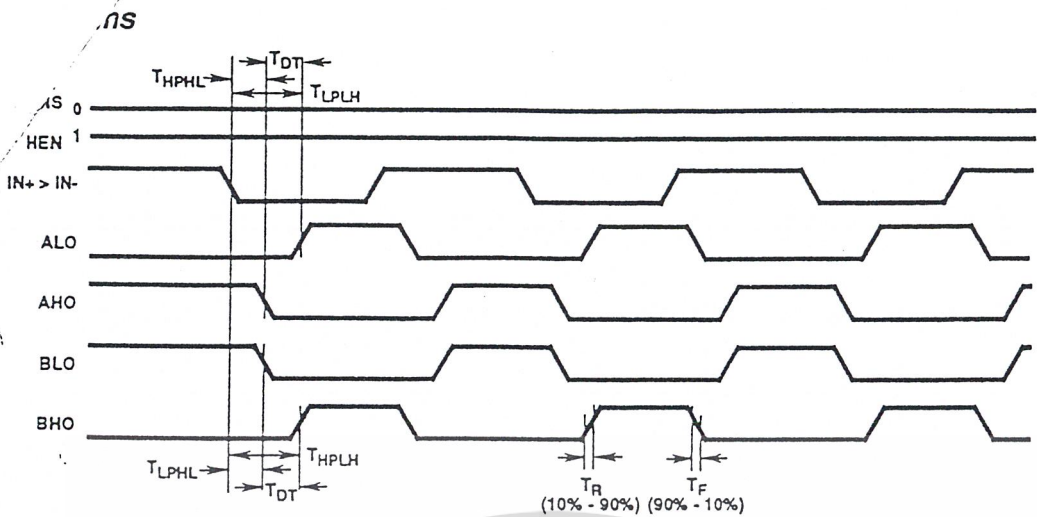 T_DT
T_HPHL
T_LPLH
0
HEN 1
IN+ > IN-
ALO
AHO
BLO
BHO
T_HPLH
T_LPHL
T_DT
T_R T_F
(10% - 90%) (90% - 10%)